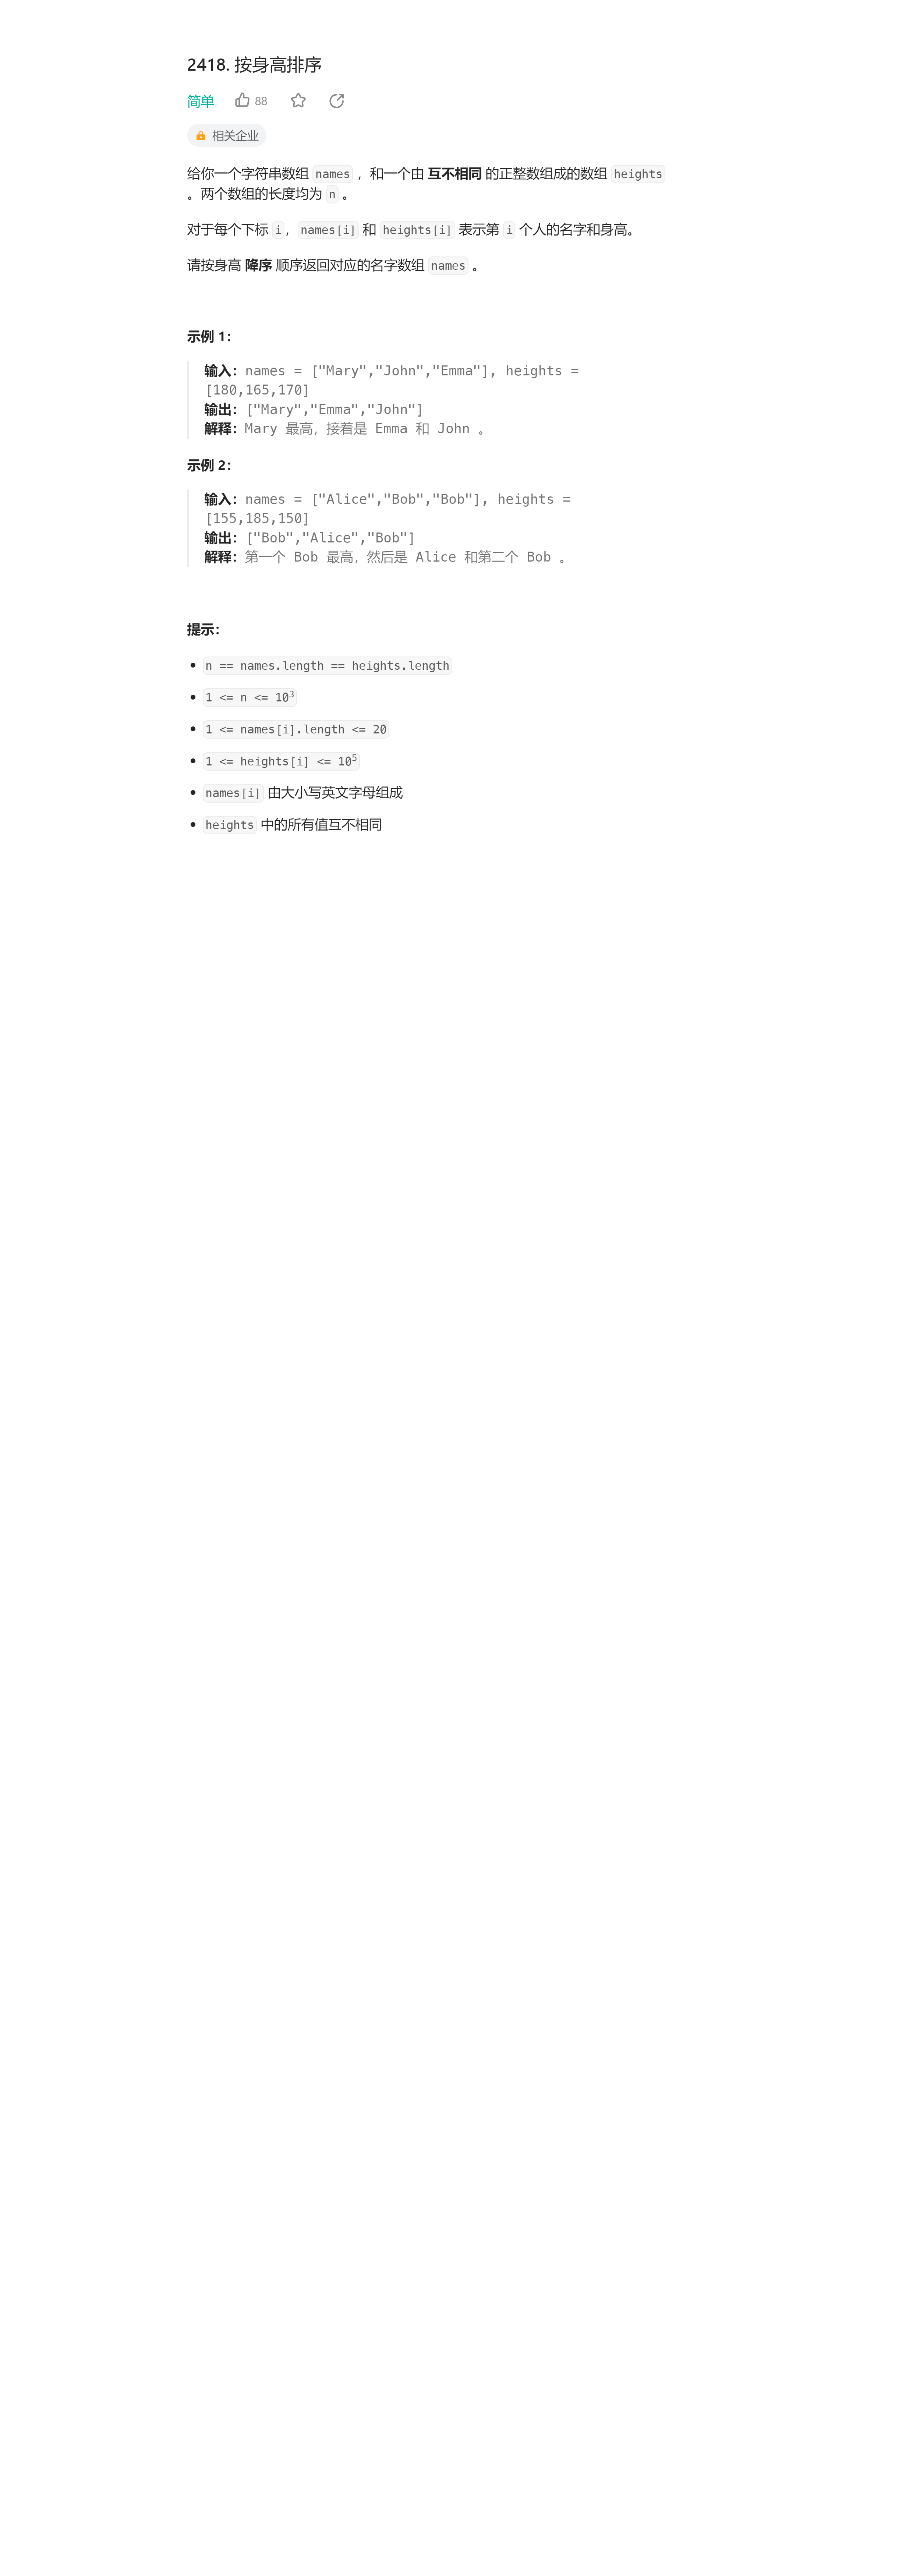 2418. 按身高排序
简单 88
相关企业
给你一个字符串数组 names ，和一个由 互不相同 的正整数组成的数组 heights
。两个数组的长度均为 n 。
对于每个下标 i，names[i] 和 heights[i] 表示第 i 个人的名字和身高。
请按身高 降序 顺序返回对应的名字数组 names 。
示例 1：
输入：names = ["Mary","John","Emma"], heights =
[180,165,170]
输出：["Mary","Emma","John"]
解释：Mary 最高，接着是 Emma 和 John 。
示例 2：
输入：names = ["Alice","Bob","Bob"], heights =
[155,185,150]
输出：["Bob","Alice","Bob"]
解释：第一个 Bob 最高，然后是 Alice 和第二个 Bob 。
提示：
• n == names.length == heights.length
• 1 <= n <= 10³
• 1 <= names[i].length <= 20
• 1 <= heights[i] <= 10⁵
• names[i] 由大小写英文字母组成
• heights 中的所有值互不相同